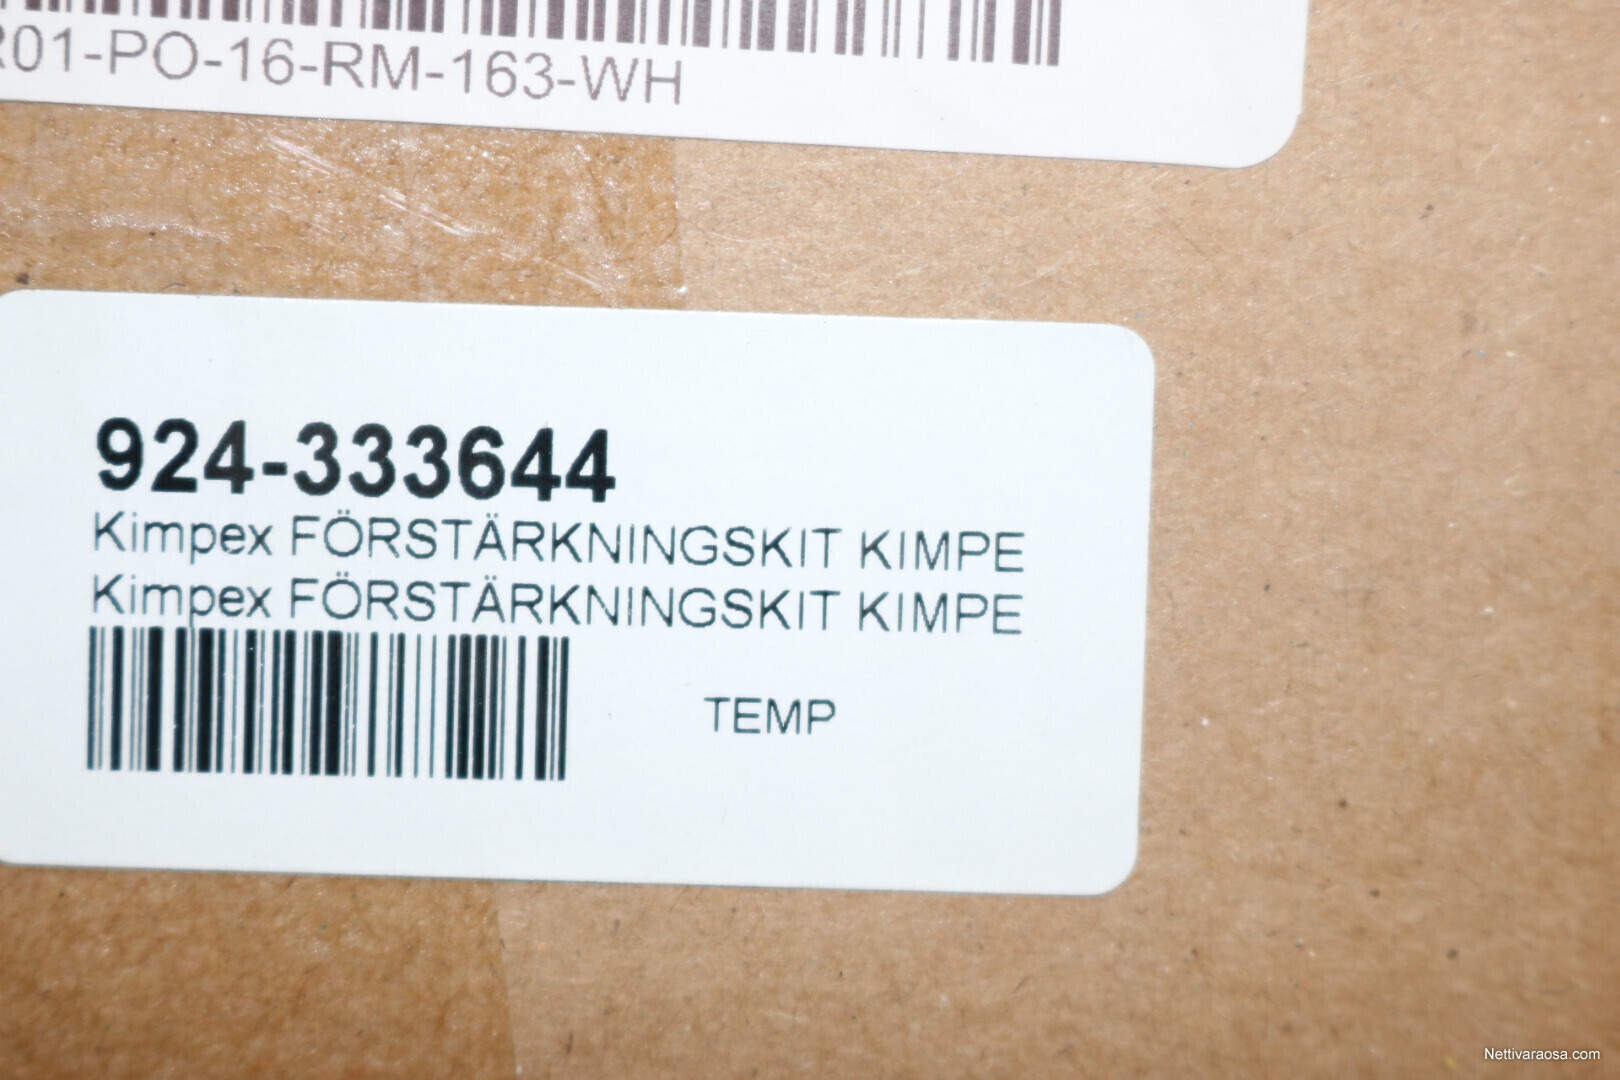 R01-PO-16-RM-163-WH
924-333644
Kimpex FÖRSTÄRKNINGSKIT KIMPE
Kimpex FÖRSTÄRKNINGSKIT KIMPE
TEMP
Nettivaraosa.com